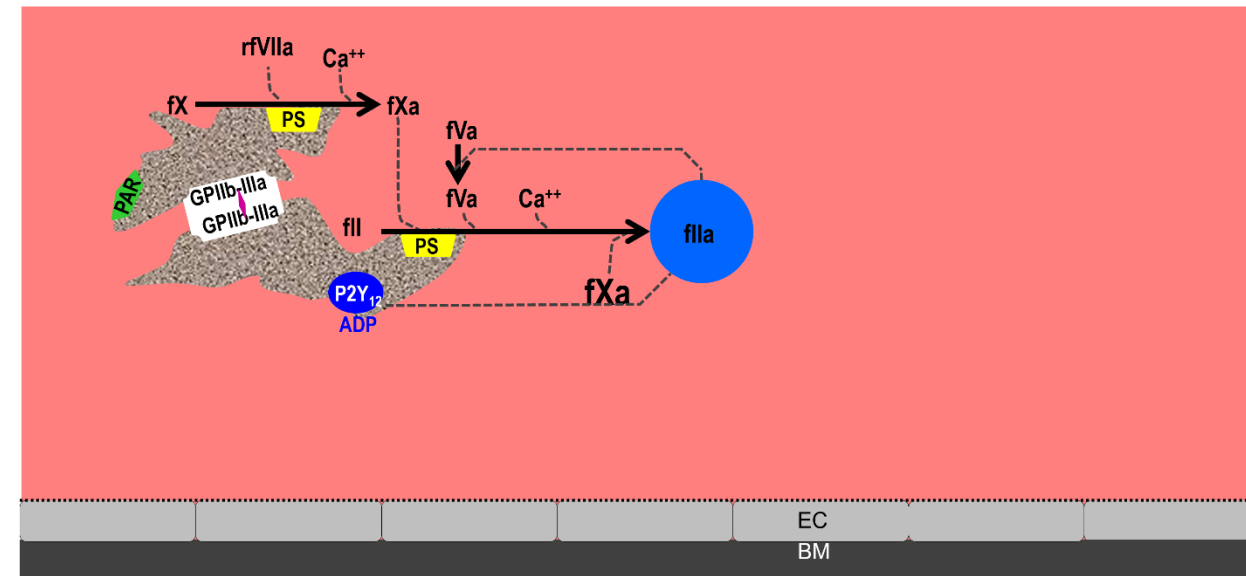 rfVIIa
Ca⁺⁺
fX
fXa
PS
fVa
PAR
GPIIb-IIIa
GPIIb-IIIa
fVa
Ca⁺⁺
fII
PS
fIIa
P2Y₁₂
fXa
ADP
EC
BM